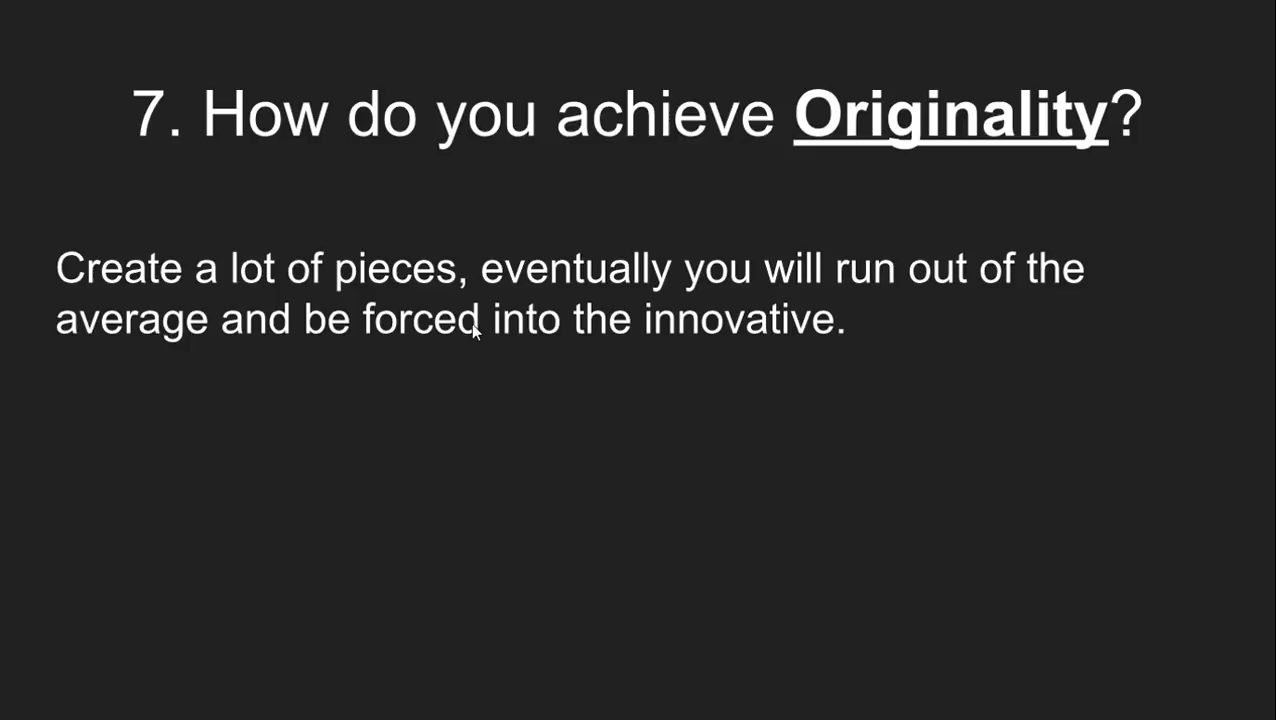 7. How do you achieve Originality?
Create a lot of pieces, eventually you will run out of the
average and be forced into the innovative.